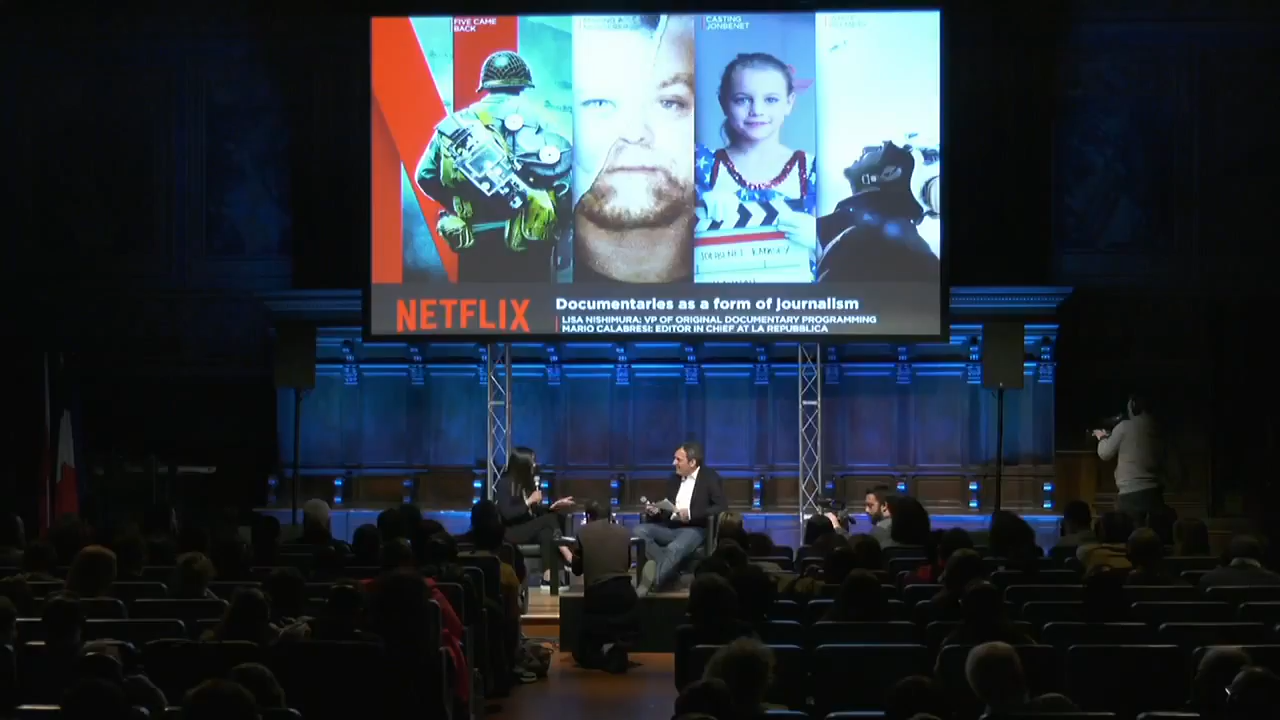 FIVE CAME
BACK
CASTING
JONBENET
JONBENET RAMSEY
NETFLIX
Documentaries as a form of journalism
LISA NISHIMURA: VP OF ORIGINAL DOCUMENTARY PROGRAMMING
MARIO CALABRESI: EDITOR IN CHIEF AT LA REPUBBLICA